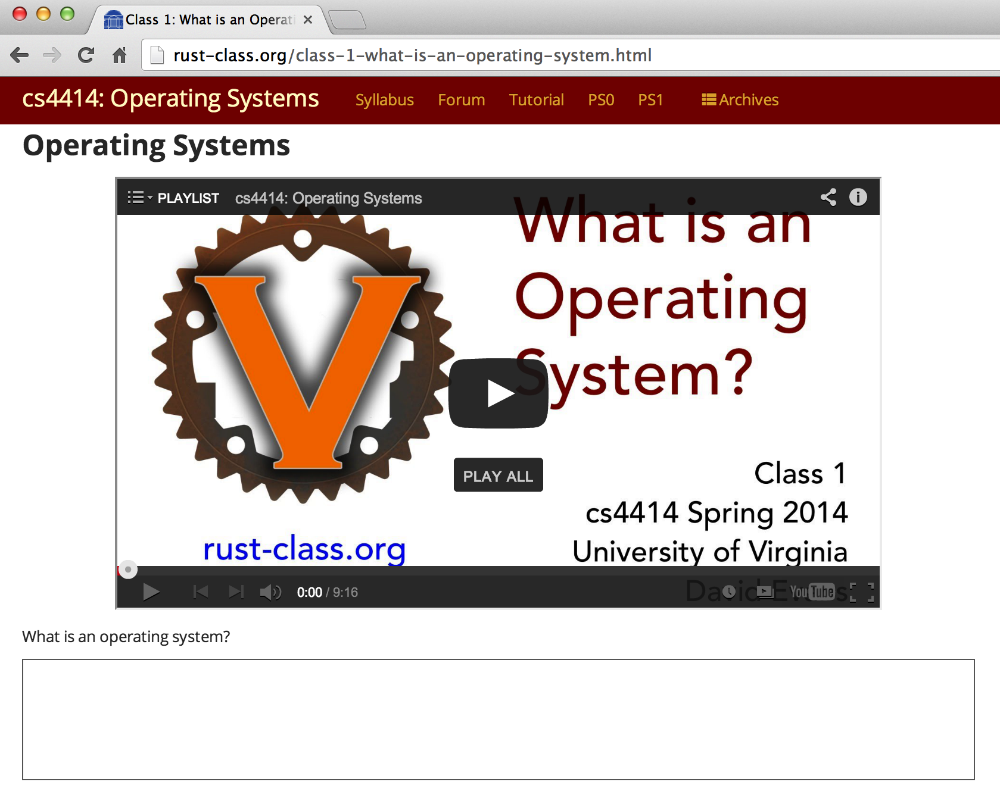 Class 1: What is an Operati
rust-class.org/class-1-what-is-an-operating-system.html
cs4414: Operating Systems Syllabus Forum Tutorial PS0 PS1 Archives
Operating Systems
PLAYLIST cs4414: Operating Systems
What is an
Operating
System?
V
PLAY ALL
Class 1
cs4414 Spring 2014
University of Virginia
rust-class.org
David Evans
0:00 / 9:16
YouTube
What is an operating system?